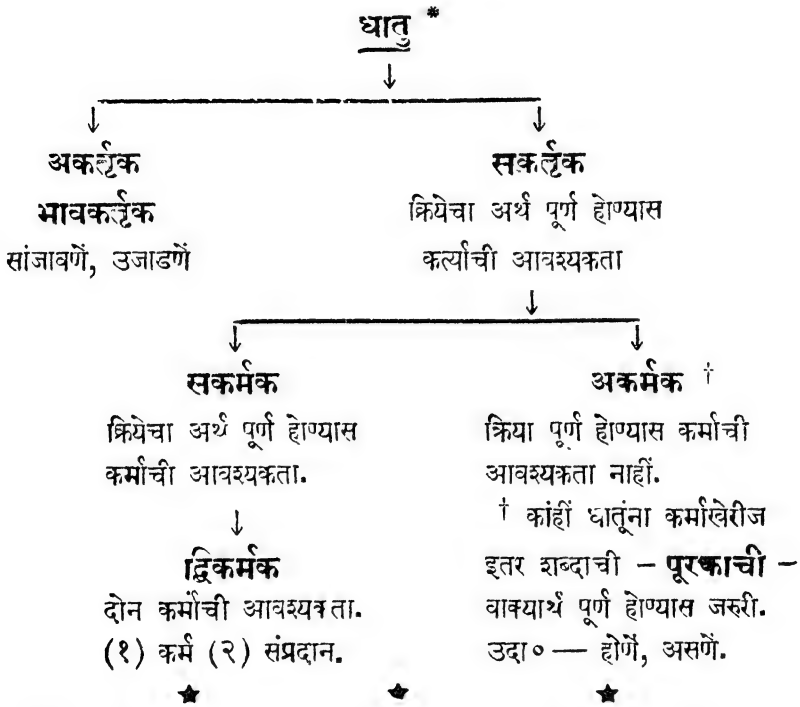 धातु *
अकर्तृक
भावकर्तृक
सांजावणें, उजाडणें
सकर्तृक
क्रियेचा अर्थ पूर्ण होण्यास
कर्त्याची आवश्यकता
सकर्मक
क्रियेचा अर्थ पूर्ण होण्यास
कर्माची आवश्यकता.
द्विकर्मक
दोन कर्मांची आवश्यकता.
(१) कर्म (२) संप्रदान.
अकर्मक †
क्रिया पूर्ण होण्यास कर्माची
आवश्यकता नाहीं.
† कांहीं धातूंना कर्माखेरीज
इतर शब्दाची – पूरकाची –
वाक्यार्थ पूर्ण होण्यास जरुरी.
उदा० — होणें, असणें.